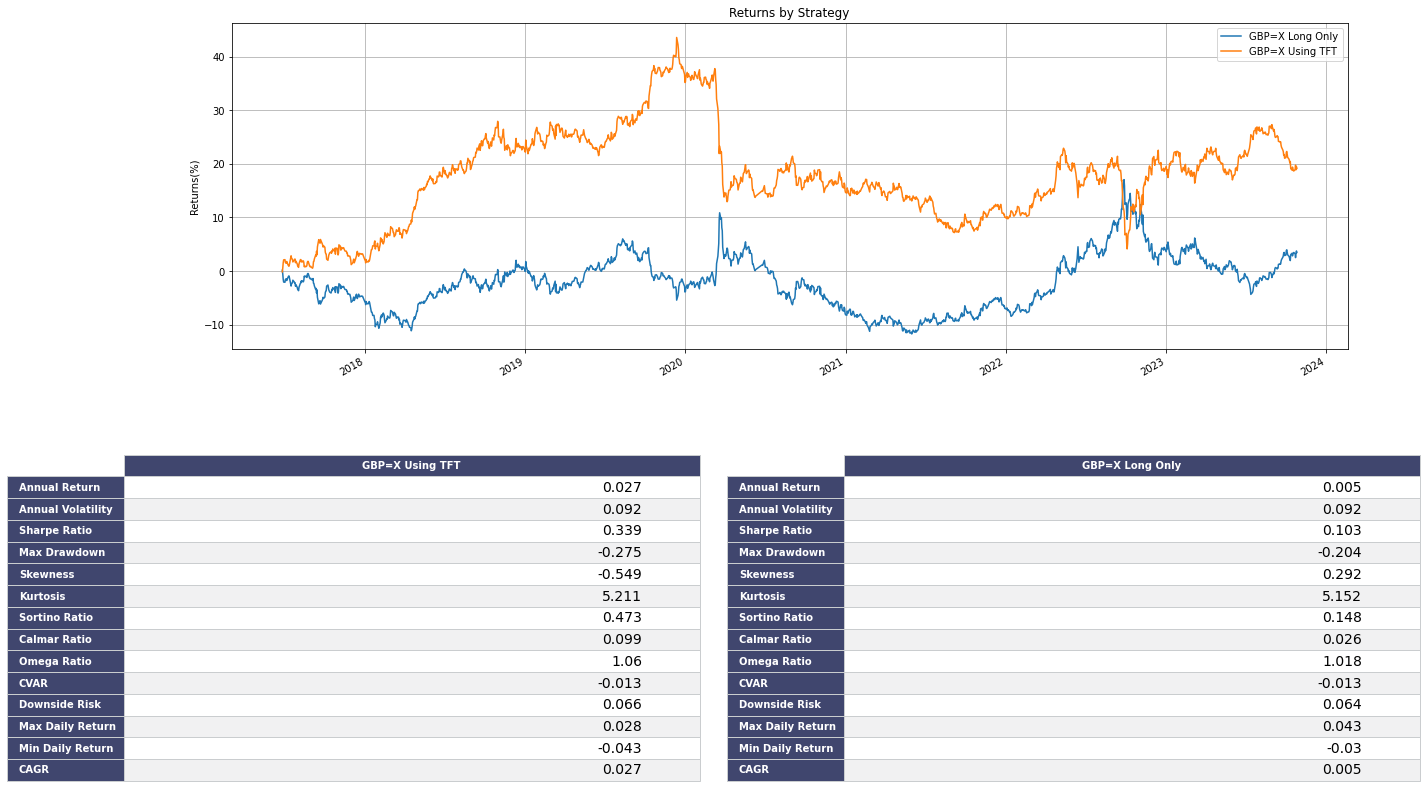 Returns by Strategy
GBP=X Long Only
GBP=X Using TFT
Returns(%)
40
30
20
10
0
−10
2018
2019
2020
2021
2022
2023
2024
GBP=X Using TFT
Annual Return 0.027
Annual Volatility 0.092
Sharpe Ratio 0.339
Max Drawdown -0.275
Skewness -0.549
Kurtosis 5.211
Sortino Ratio 0.473
Calmar Ratio 0.099
Omega Ratio 1.06
CVAR -0.013
Downside Risk 0.066
Max Daily Return 0.028
Min Daily Return -0.043
CAGR 0.027
GBP=X Long Only
Annual Return 0.005
Annual Volatility 0.092
Sharpe Ratio 0.103
Max Drawdown -0.204
Skewness 0.292
Kurtosis 5.152
Sortino Ratio 0.148
Calmar Ratio 0.026
Omega Ratio 1.018
CVAR -0.013
Downside Risk 0.064
Max Daily Return 0.043
Min Daily Return -0.03
CAGR 0.005